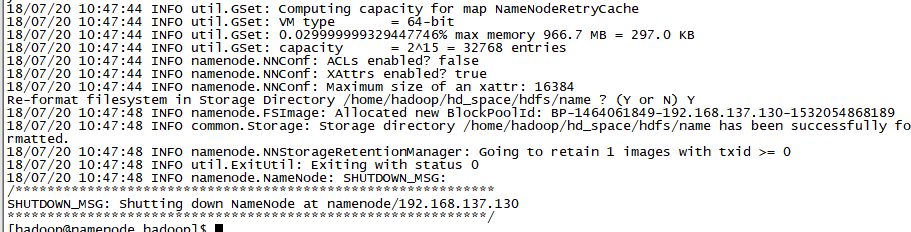 18/07/20 10:47:44 INFO util.GSet: Computing capacity for map NameNodeRetryCache
18/07/20 10:47:44 INFO util.GSet: VM type       = 64-bit
18/07/20 10:47:44 INFO util.GSet: 0.029999999329447746% max memory 966.7 MB = 297.0 KB
18/07/20 10:47:44 INFO util.GSet: capacity      = 2^15 = 32768 entries
18/07/20 10:47:44 INFO namenode.NNConf: ACLs enabled? false
18/07/20 10:47:44 INFO namenode.NNConf: XAttrs enabled? true
18/07/20 10:47:44 INFO namenode.NNConf: Maximum size of an xattr: 16384
Re-format filesystem in Storage Directory /home/hadoop/hd_space/hdfs/name ? (Y or N) Y
18/07/20 10:47:48 INFO namenode.FSImage: Allocated new BlockPoolId: BP-1464061849-192.168.137.130-1532054868189
18/07/20 10:47:48 INFO common.Storage: Storage directory /home/hadoop/hd_space/hdfs/name has been successfully fo
rmatted.
18/07/20 10:47:48 INFO namenode.NNStorageRetentionManager: Going to retain 1 images with txid >= 0
18/07/20 10:47:48 INFO util.ExitUtil: Exiting with status 0
18/07/20 10:47:48 INFO namenode.NameNode: SHUTDOWN_MSG:
/************************************************************
SHUTDOWN_MSG: Shutting down NameNode at namenode/192.168.137.130
************************************************************/
[hadoop@namenode hadoop]$